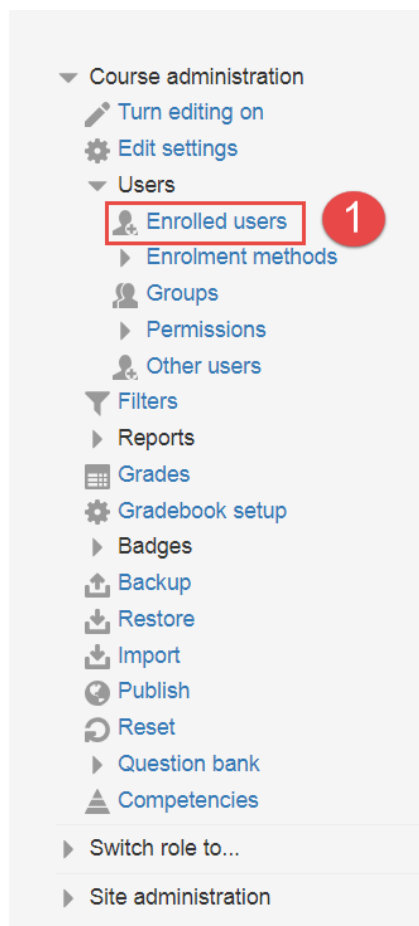 Course administration
Turn editing on
Edit settings
Users
Enrolled users 1
Enrolment methods
Groups
Permissions
Other users
Filters
Reports
Grades
Gradebook setup
Badges
Backup
Restore
Import
Publish
Reset
Question bank
Competencies
Switch role to...
Site administration